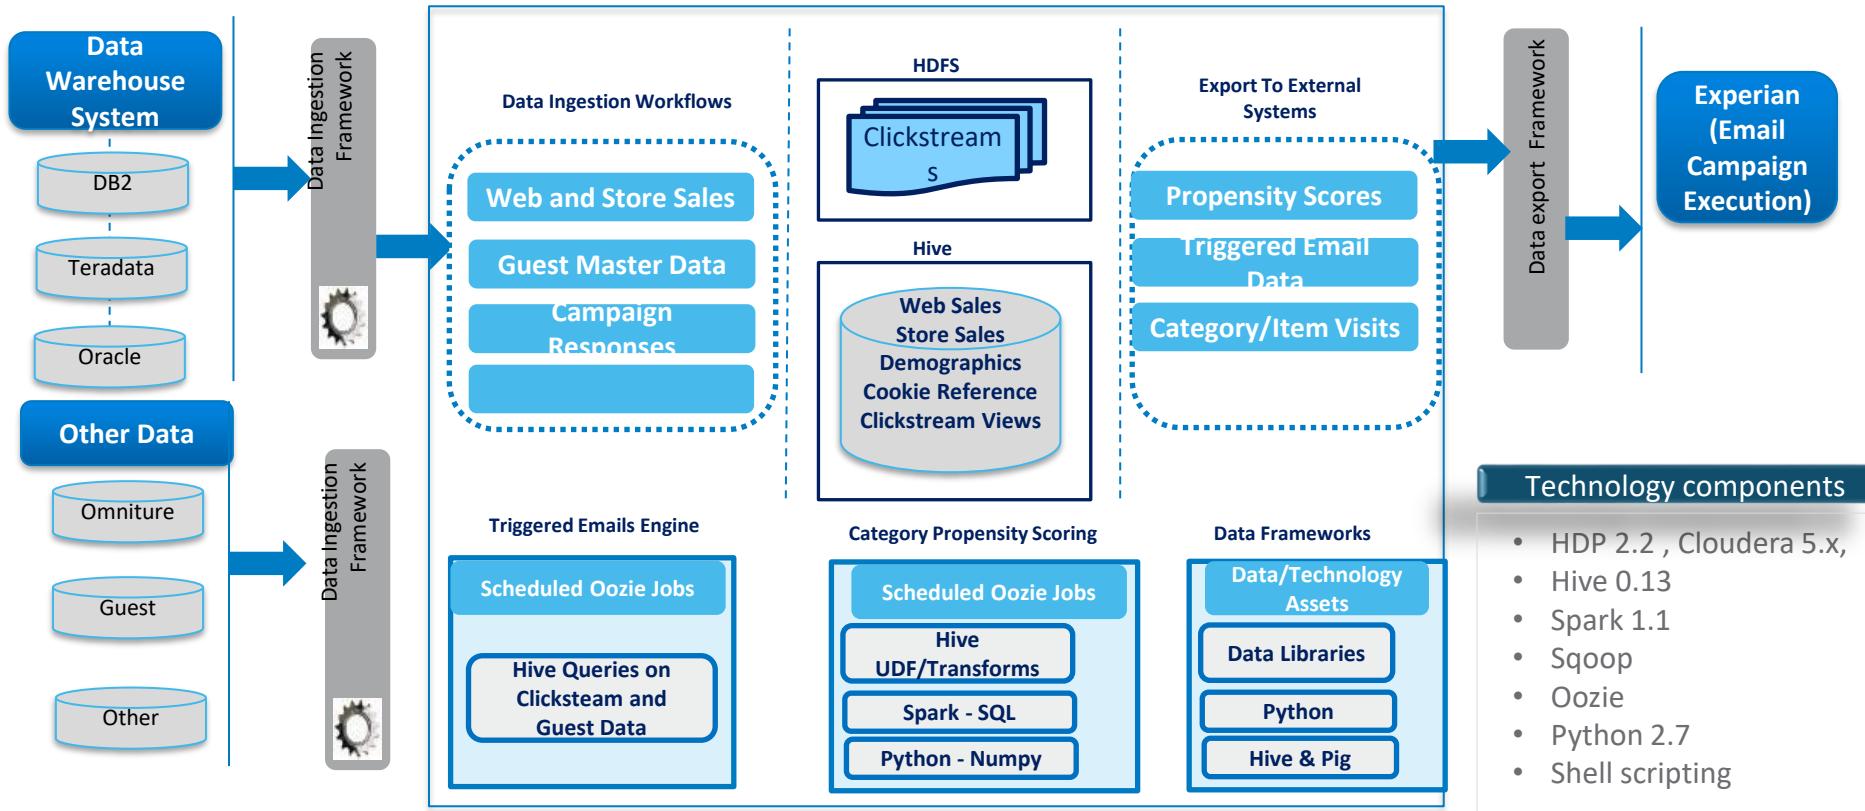 Data
Warehouse
System
DB2
Teradata
Oracle
Other Data
Omniture
Guest
Other
Data Ingestion
Framework
Data Ingestion
Framework
Data Ingestion Workflows
Web and Store Sales
Guest Master Data
Campaign
Responses
HDFS
Clickstream
s
Hive
Web Sales
Store Sales
Demographics
Cookie Reference
Clickstream Views
Export To External
Systems
Propensity Scores
Triggered Email
Data
Category/Item Visits
Triggered Emails Engine
Scheduled Oozie Jobs
Hive Queries on
Clicksteam and
Guest Data
Category Propensity Scoring
Scheduled Oozie Jobs
Hive
UDF/Transforms
Spark - SQL
Python - Numpy
Data Frameworks
Data/Technology
Assets
Data Libraries
Python
Hive & Pig
Data export Framework
Experian
(Email
Campaign
Execution)
Technology components
• HDP 2.2 , Cloudera 5.x,
• Hive 0.13
• Spark 1.1
• Sqoop
• Oozie
• Python 2.7
• Shell scripting